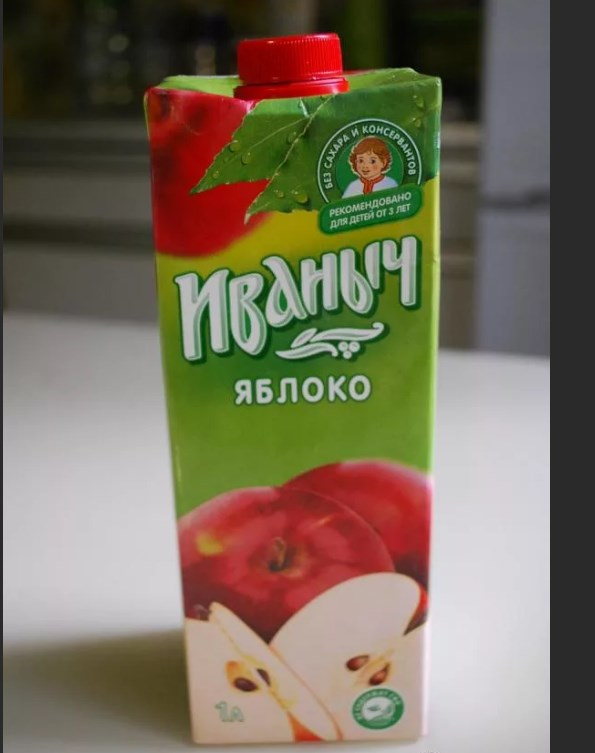 БЕЗ САХАРА И КОНСЕРВАНТОВ
РЕКОМЕНДОВАНО
ДЛЯ ДЕТЕЙ ОТ 3 ЛЕТ
Иваныч
ЯБЛОКО
1л